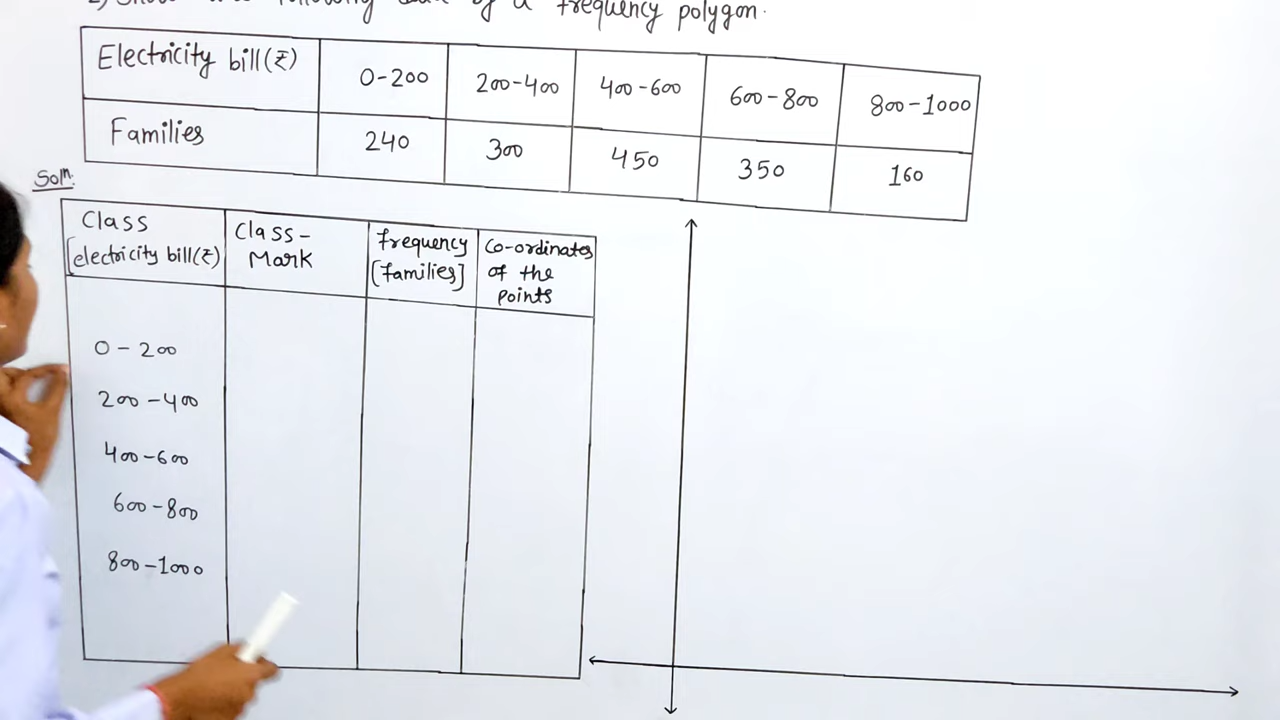 following of a frequency polygon.
Electricity bill(₹) 0-200 200-400 400-600 600-800 800-1000
Families 240 300 450 350 160
Solⁿ:
Class [electricity bill(₹)] Class-Mark frequency [families] Co-ordinates of the points
0-200
200-400
400-600
600-800
800-1000